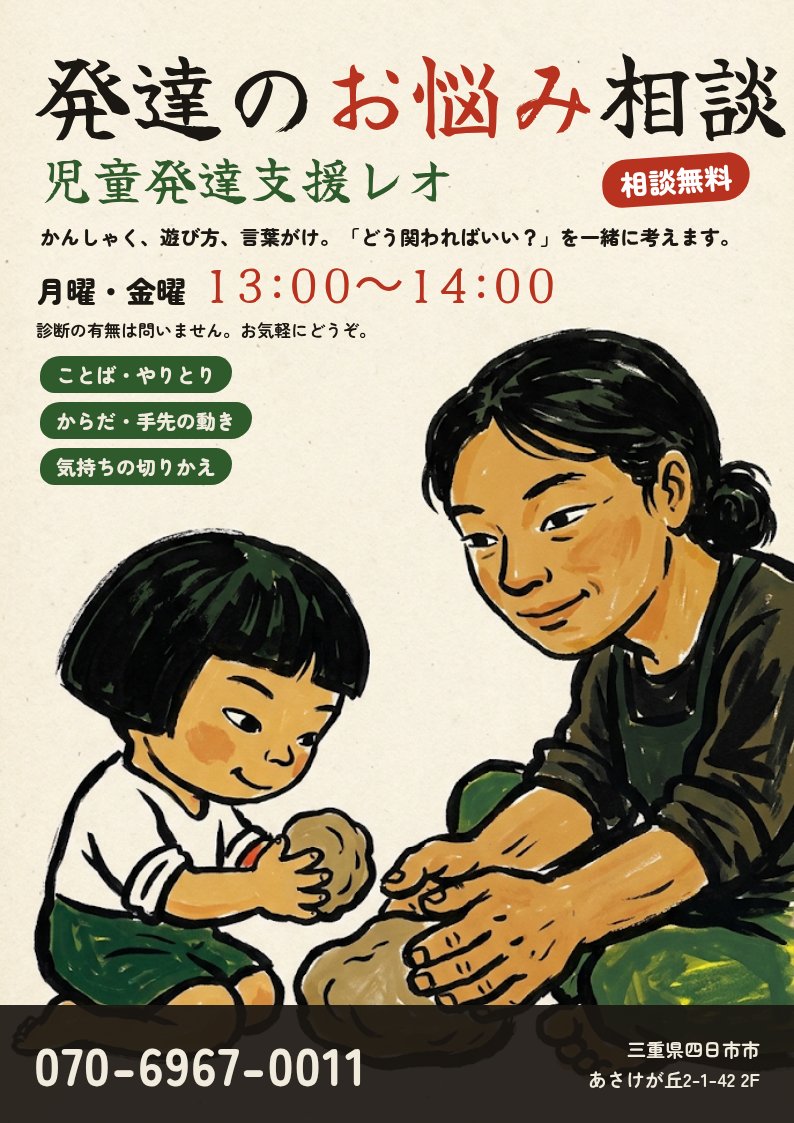 発達のお悩み相談
児童発達支援レオ
相談無料
かんしゃく、遊び方、言葉がけ。「どう関わればいい？」を一緒に考えます。
月曜・金曜 13:00〜14:00
診断の有無は問いません。お気軽にどうぞ。
ことば・やりとり
からだ・手先の動き
気持ちの切りかえ
070-6967-0011
三重県四日市市
あさけが丘2-1-42 2F